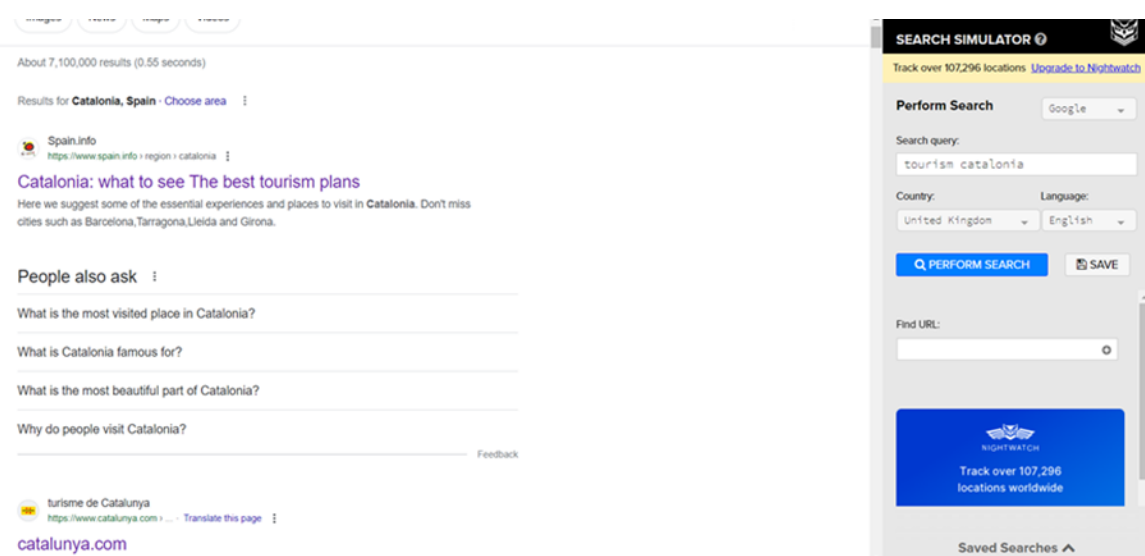 Images News Maps Videos
About 7,100,000 results (0.55 seconds)
Results for Catalonia, Spain · Choose area
Spain.info
https://www.spain.info › region › catalonia
Catalonia: what to see The best tourism plans
Here we suggest some of the essential experiences and places to visit in Catalonia. Don't miss
cities such as Barcelona,Tarragona,Lleida and Girona.
People also ask
What is the most visited place in Catalonia?
What is Catalonia famous for?
What is the most beautiful part of Catalonia?
Why do people visit Catalonia?
Feedback
turisme de Catalunya
https://www.catalunya.com › ... · Translate this page
catalunya.com
SEARCH SIMULATOR
Track over 107,296 locations Upgrade to Nightwatch
Perform Search
Google
Search query:
tourism catalonia
Country: Language:
United Kingdom English
PERFORM SEARCH SAVE
Find URL:
NIGHTWATCH
Track over 107,296
locations worldwide
Saved Searches